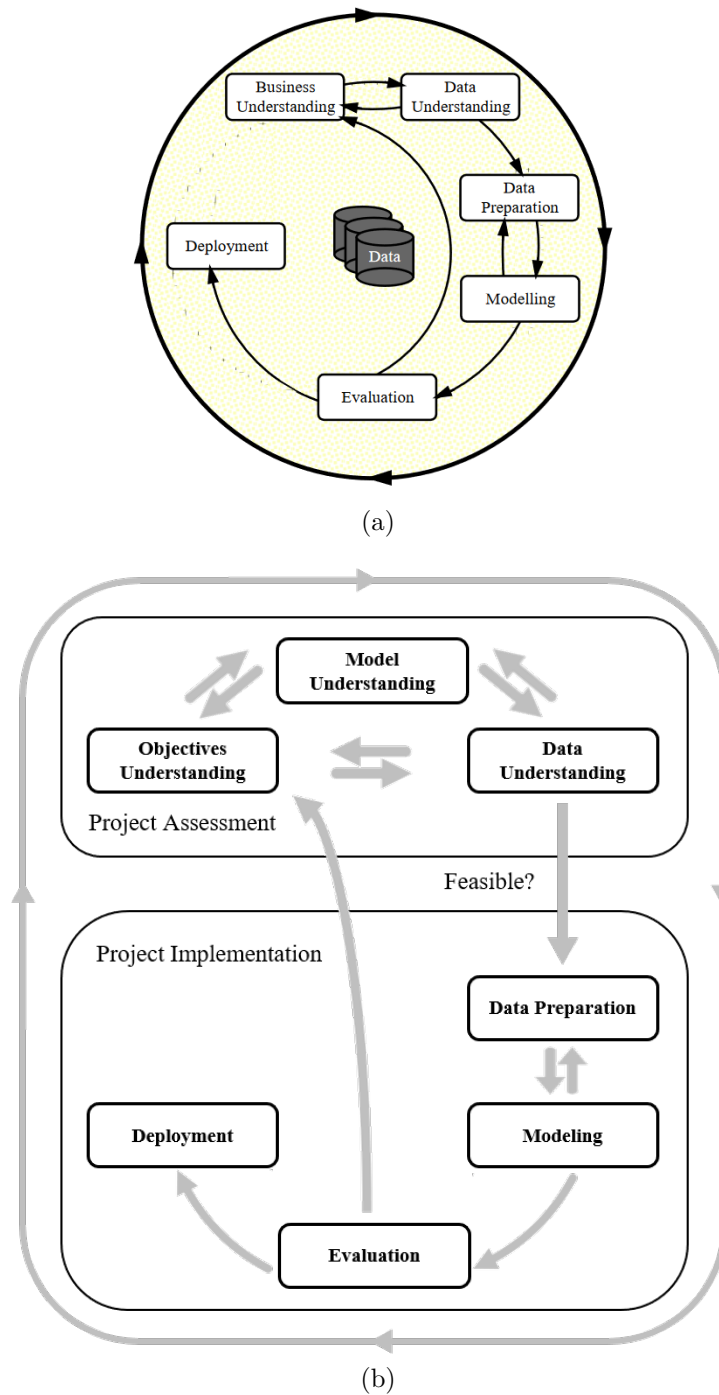 Business
Understanding
Data
Understanding
Data
Preparation
Deployment
Data
Modelling
Evaluation
(a)
Model
Understanding
Objectives
Understanding
Data
Understanding
Project Assessment
Feasible?
Project Implementation
Data Preparation
Deployment
Modeling
Evaluation
(b)